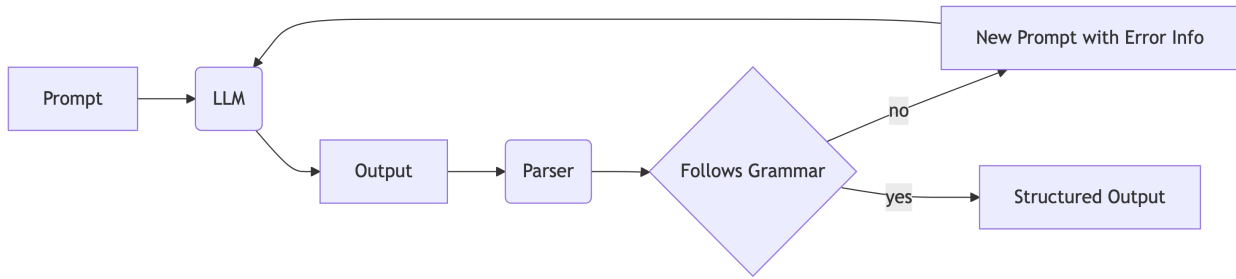 Prompt
LLM
Output
Parser
Follows Grammar
no
New Prompt with Error Info
yes
Structured Output